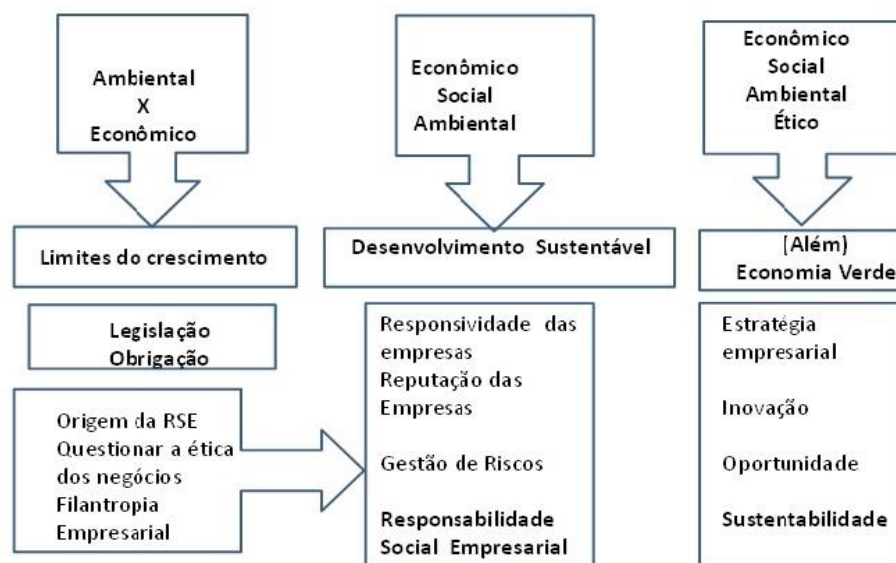 Ambiental
X
Econômico
Econômico
Social
Ambiental
Econômico
Social
Ambiental
Ético
Limites do crescimento
Desenvolvimento Sustentável
(Além)
Economia Verde
Legislação
Obrigação
Origem da RSE
Questionar a ética
dos negócios
Filantropia
Empresarial
Responsividade das
empresas
Reputação das
Empresas
Gestão de Riscos
Responsabilidade
Social Empresarial
Estratégia
empresarial
Inovação
Oportunidade
Sustentabilidade